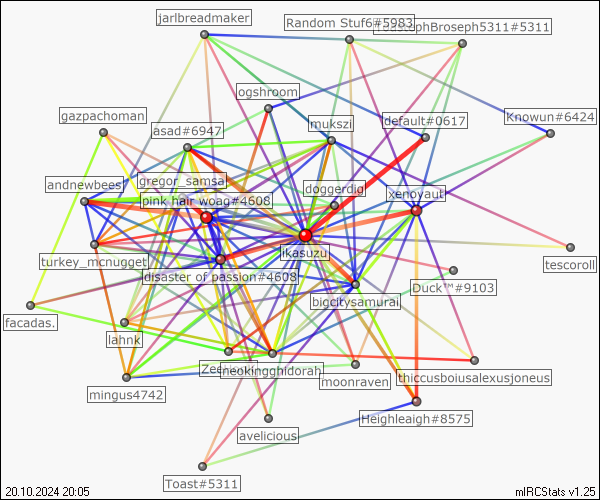 jarlbreadmaker
Random Stuf6#5983
Broseph5311#5311
ogshroom
gazpachoman
default#0617
Knowun#6424
asad#6947
mukszi
gregor_samsa
andnewbees
doggerdig
xenoyaut
pink hair woag#4608
ikasuzu
turkey_mcnugget
disaster of passion#4608
tescoroll
Duck™#9103
bigcitysamurai
facadas.
lahnk
neokingghidorah
moonraven
thiccusboiusalexusjoneus
mingus4742
Heighleaigh#8575
avelicious
Toast#5311
20.10.2024 20:05
mIRCStats v1.25